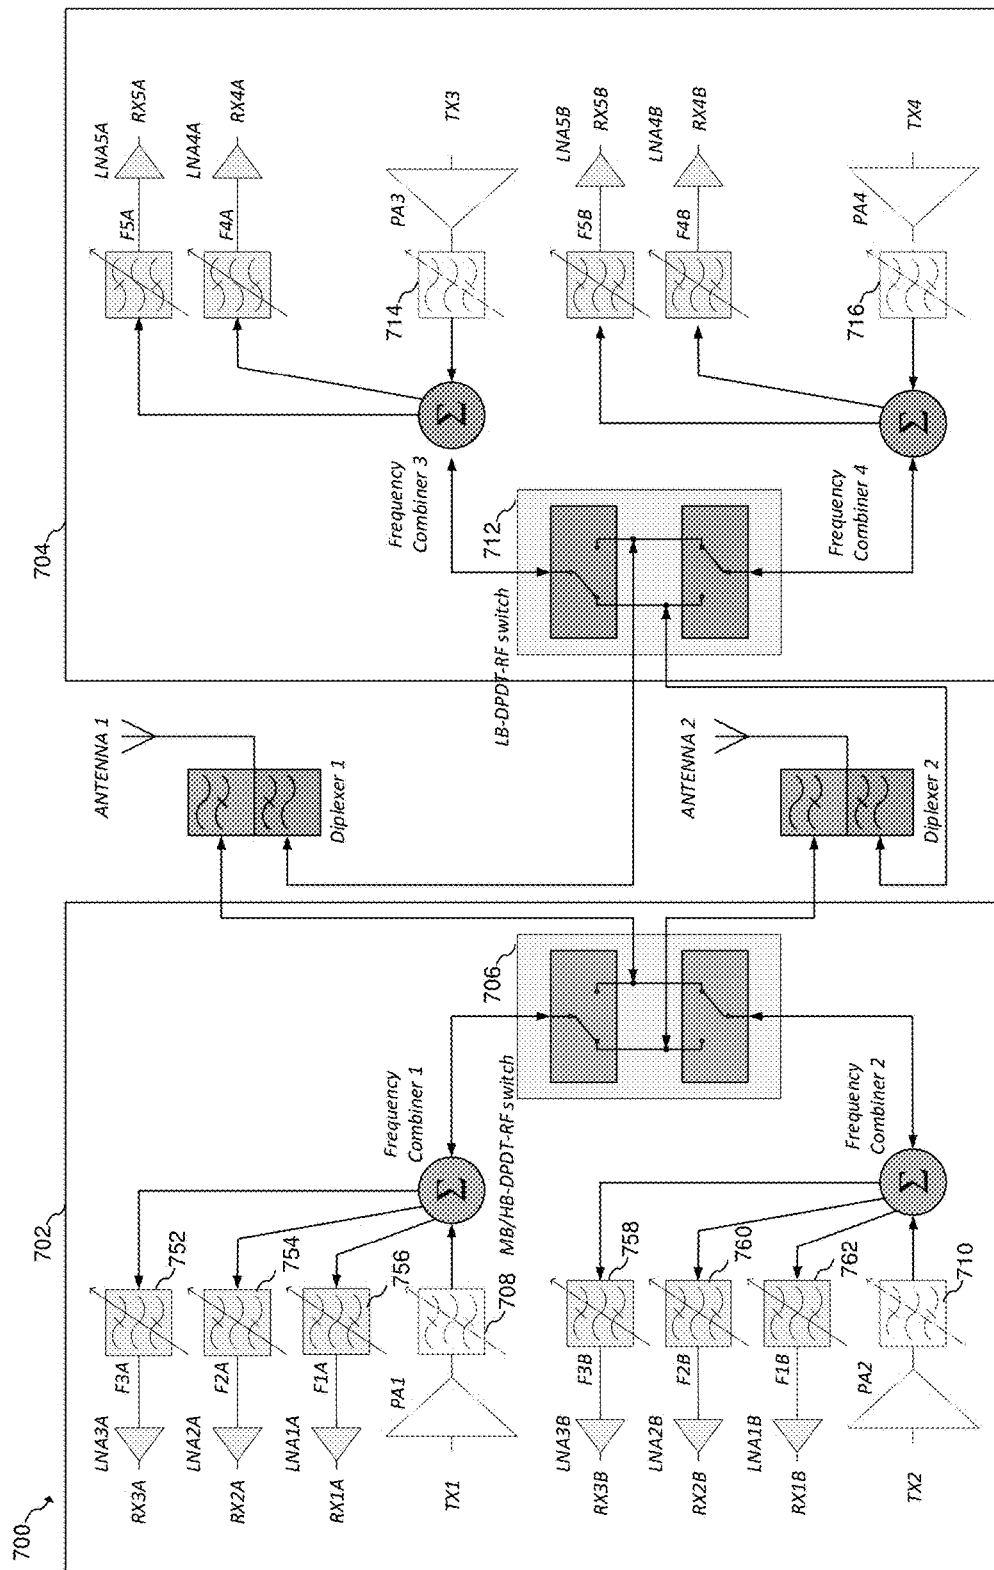 700
702
RX3A
LNA3A
F3A
752
RX2A
LNA2A
F2A
754
RX1A
LNA1A
F1A
756
TX1
PA1
708
Σ
Frequency
Combiner 1
MB/HB-DPDT-RF switch
706
RX3B
LNA3B
F3B
758
RX2B
LNA2B
F2B
760
RX1B
LNA1B
F1B
762
TX2
PA2
710
Σ
Frequency
Combiner 2
ANTENNA 1
Diplexer 1
ANTENNA 2
Diplexer 2
704
LNA5A
RX5A
F5A
LNA4A
RX4A
F4A
TX3
PA3
714
Σ
Frequency
Combiner 3
LB-DPDT-RF switch
712
LNA5B
RX5B
F5B
LNA4B
RX4B
F4B
TX4
PA4
716
Σ
Frequency
Combiner 4